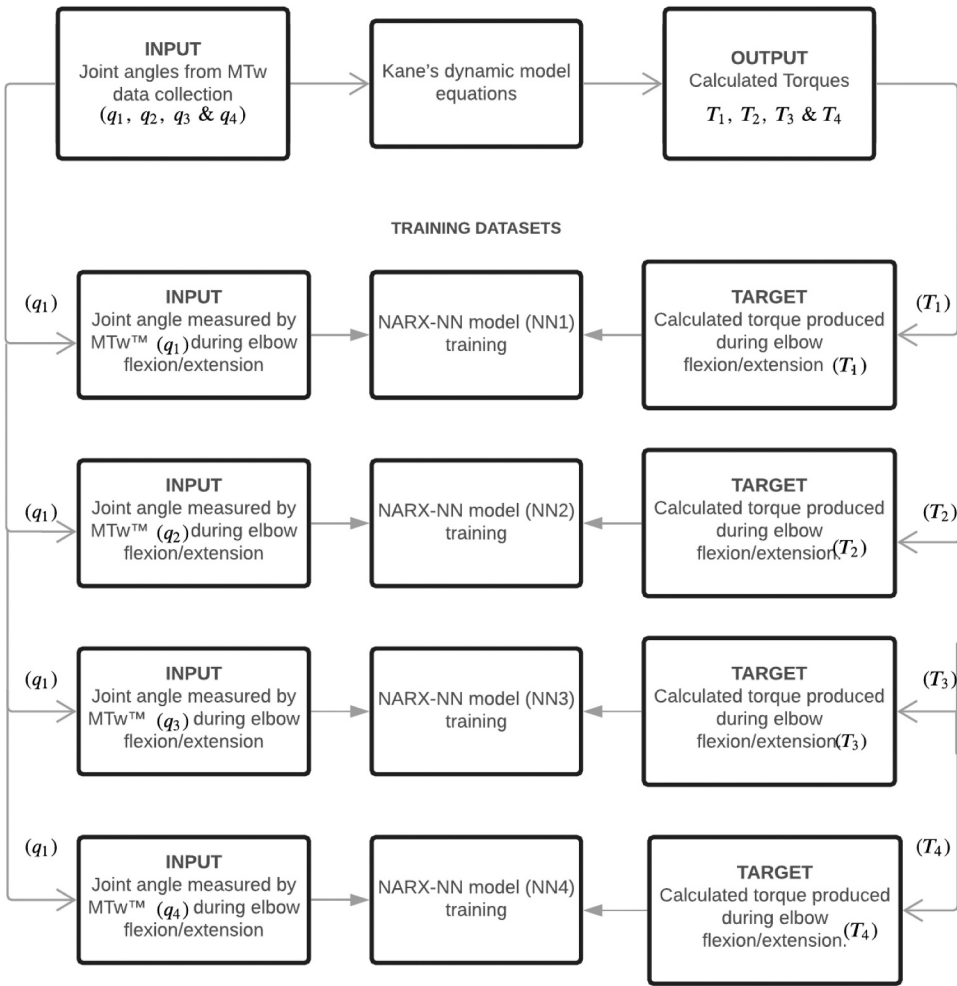 INPUT
Joint angles from MTw
data collection
(q₁, q₂, q₃ & q₄)
Kane's dynamic model
equations
OUTPUT
Calculated Torques
T₁, T₂, T₃ & T₄
TRAINING DATASETS
(q₁)
INPUT
Joint angle measured by
MTw™ (q₁) during elbow
flexion/extension
NARX-NN model (NN1)
training
TARGET
Calculated torque produced
during elbow
flexion/extension (T₁)
(T₁)
(q₁)
INPUT
Joint angle measured by
MTw™ (q₂) during elbow
flexion/extension
NARX-NN model (NN2)
training
TARGET
Calculated torque produced
during elbow
flexion/extension. (T₂)
(T₂)
(q₁)
INPUT
Joint angle measured by
MTw™ (q₃) during elbow
flexion/extension
NARX-NN model (NN3)
training
TARGET
Calculated torque produced
during elbow
flexion/extension. (T₃)
(T₃)
(q₁)
INPUT
Joint angle measured by
MTw™ (q₄) during elbow
flexion/extension
NARX-NN model (NN4)
training
TARGET
Calculated torque produced
during elbow
flexion/extension. (T₄)
(T₄)